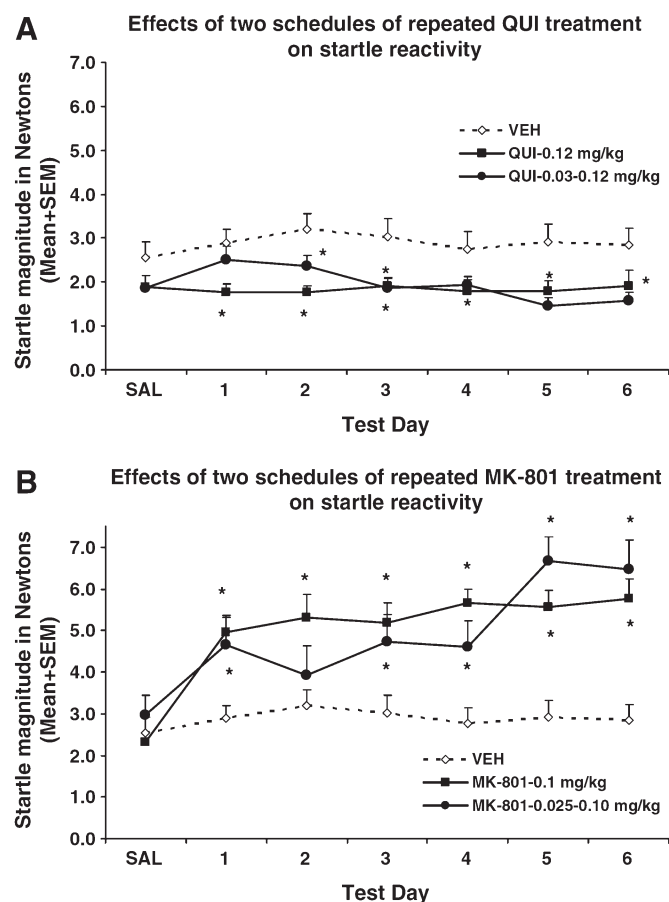 A
Effects of two schedules of repeated QUI treatment
on startle reactivity
Startle magnitude in Newtons
(Mean+SEM)
7.0
6.0
5.0
4.0
3.0
2.0
1.0
0.0
VEH
QUI-0.12 mg/kg
QUI-0.03-0.12 mg/kg
*
*
*
*
*
*
*
*
SAL 1 2 3 4 5 6
Test Day
B
Effects of two schedules of repeated MK-801 treatment
on startle reactivity
Startle magnitude in Newtons
(Mean+SEM)
7.0
6.0
5.0
4.0
3.0
2.0
1.0
0.0
* *
* * * *
* * * * *
VEH
MK-801-0.1 mg/kg
MK-801-0.025-0.10 mg/kg
SAL 1 2 3 4 5 6
Test Day